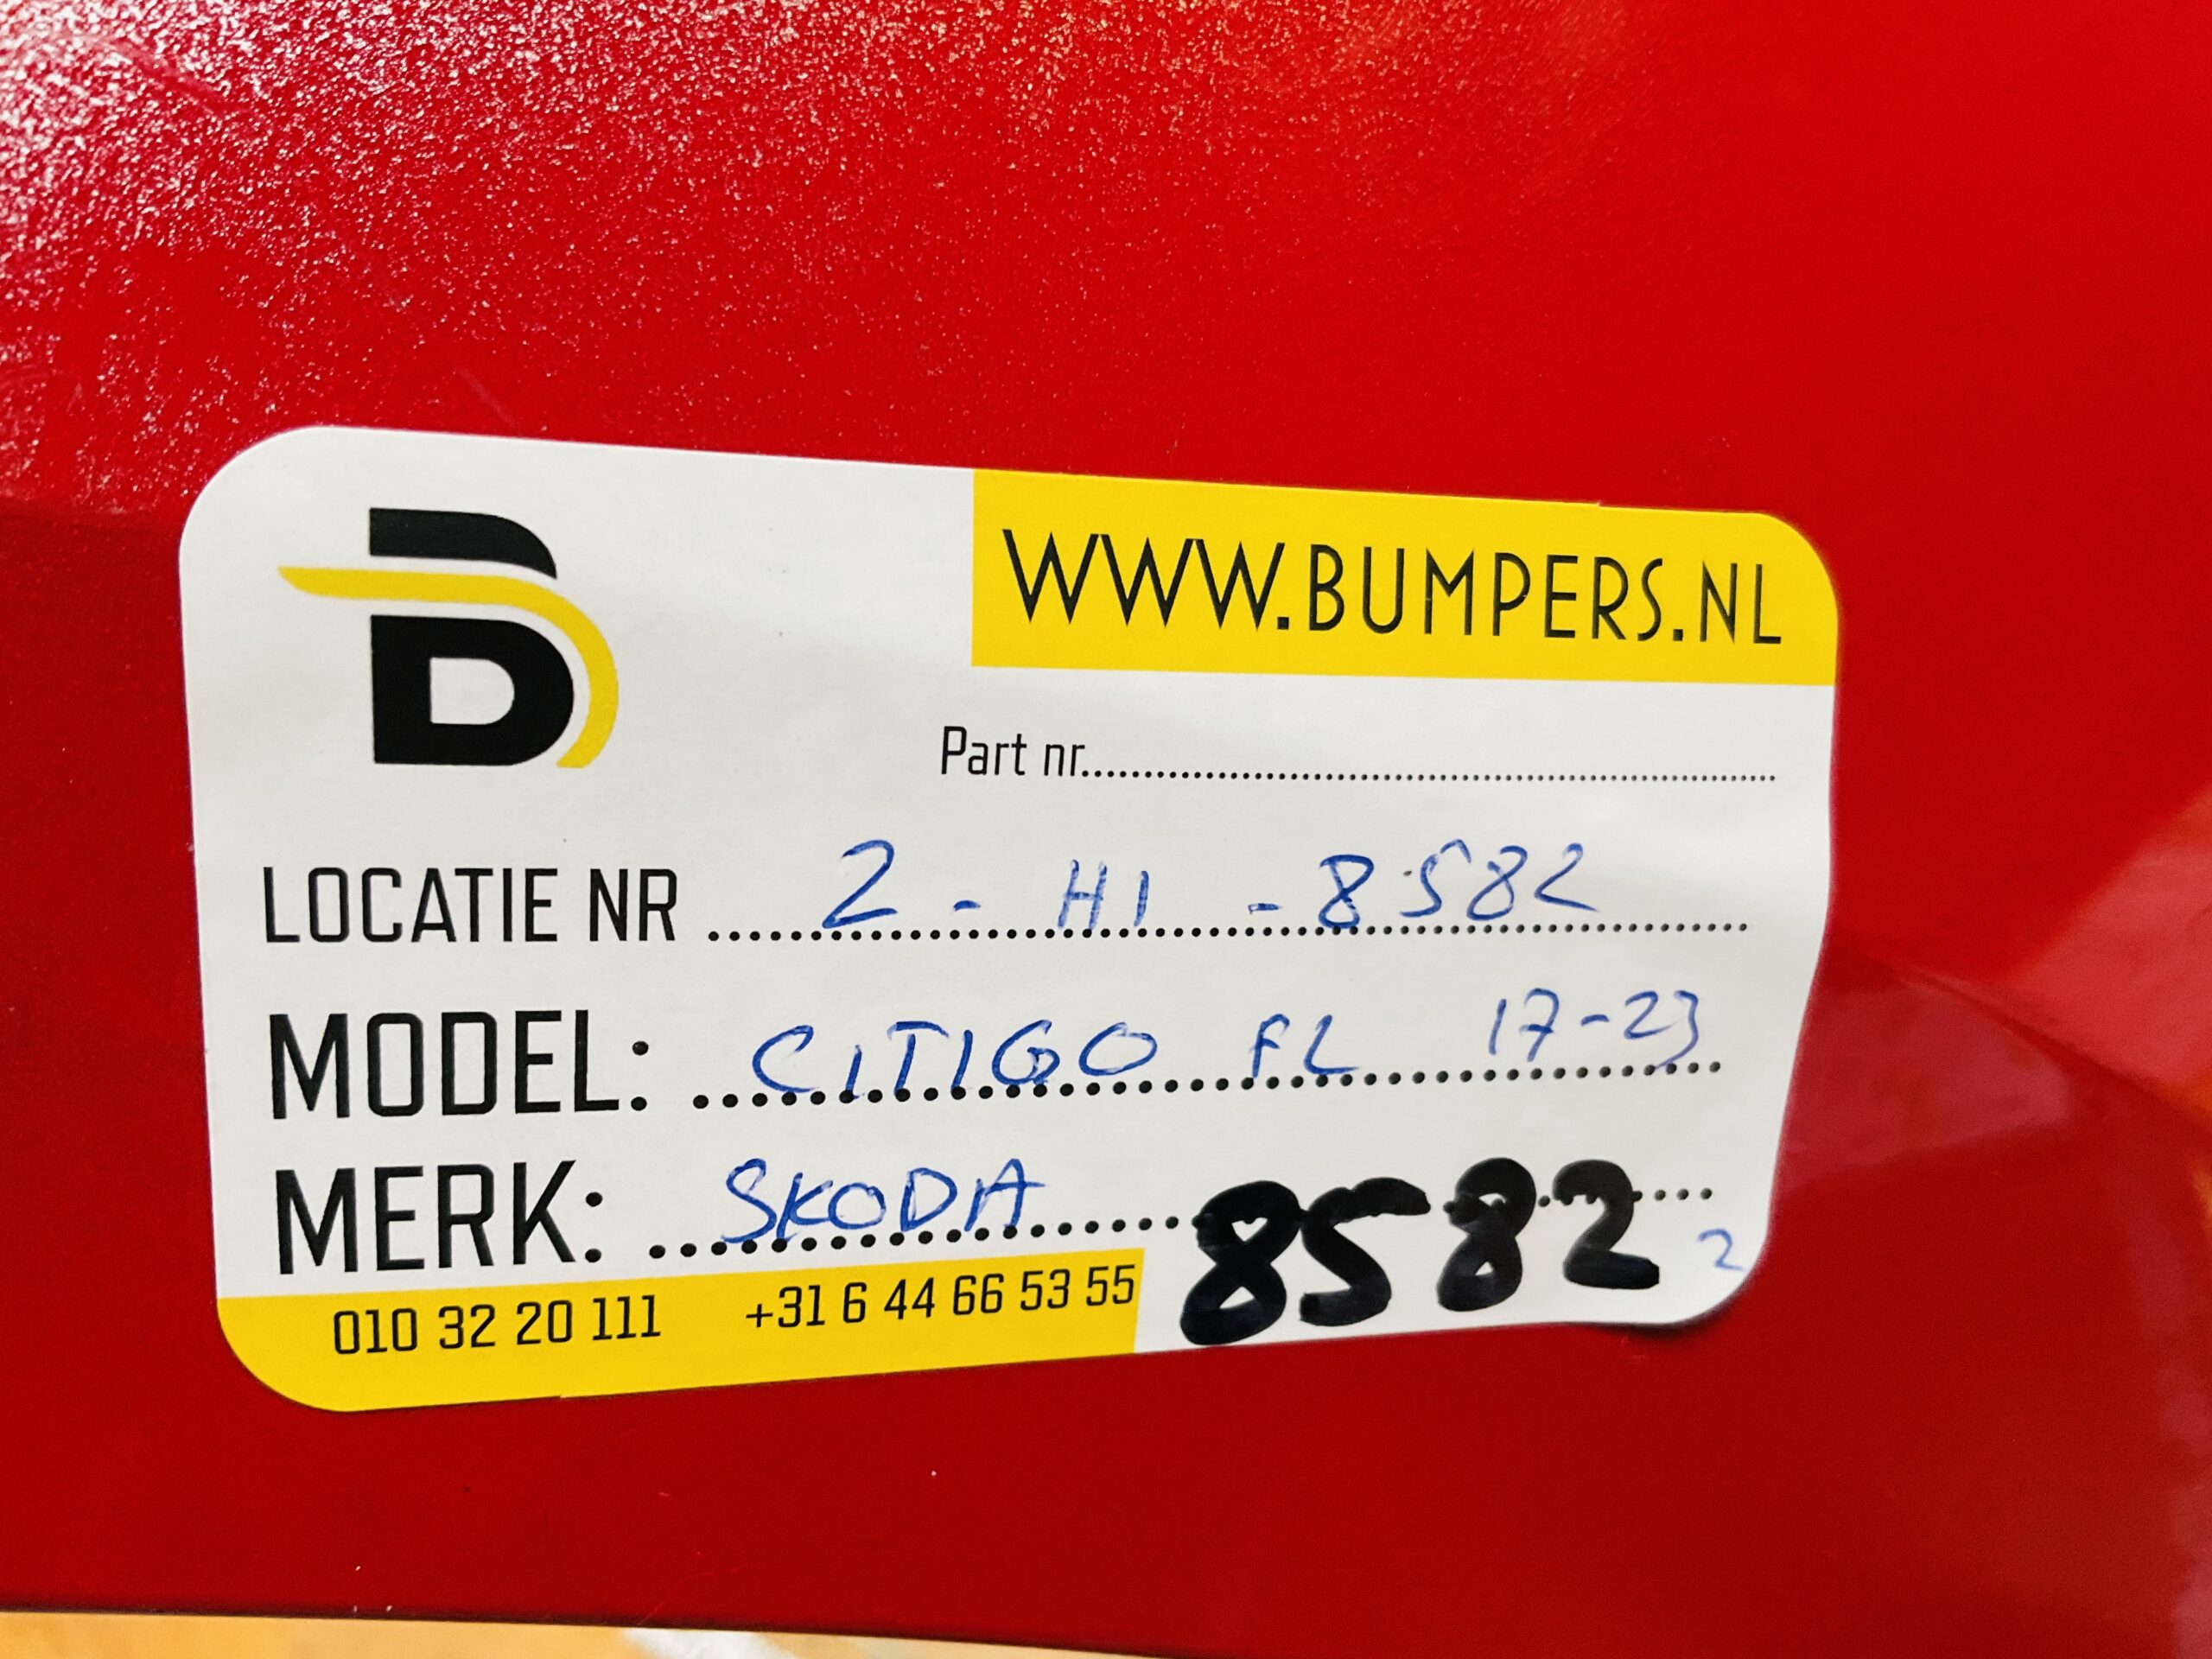 B
WWW.BUMPERS.NL
Part nr.............................................
LOCATIE NR ..... 2 - H1 - 8582
MODEL: ..... CITIGO FL 17-23
MERK: ..... SKODA
8582 2
010 32 20 111 +31 6 44 66 53 55